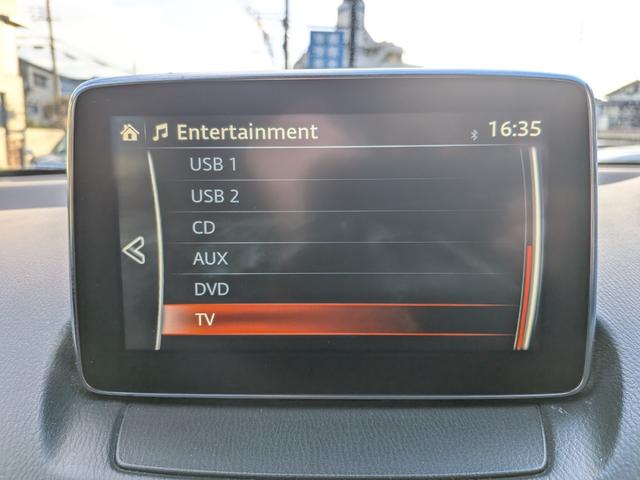 Entertainment 16:35
USB 1
USB 2
CD
AUX
DVD
TV